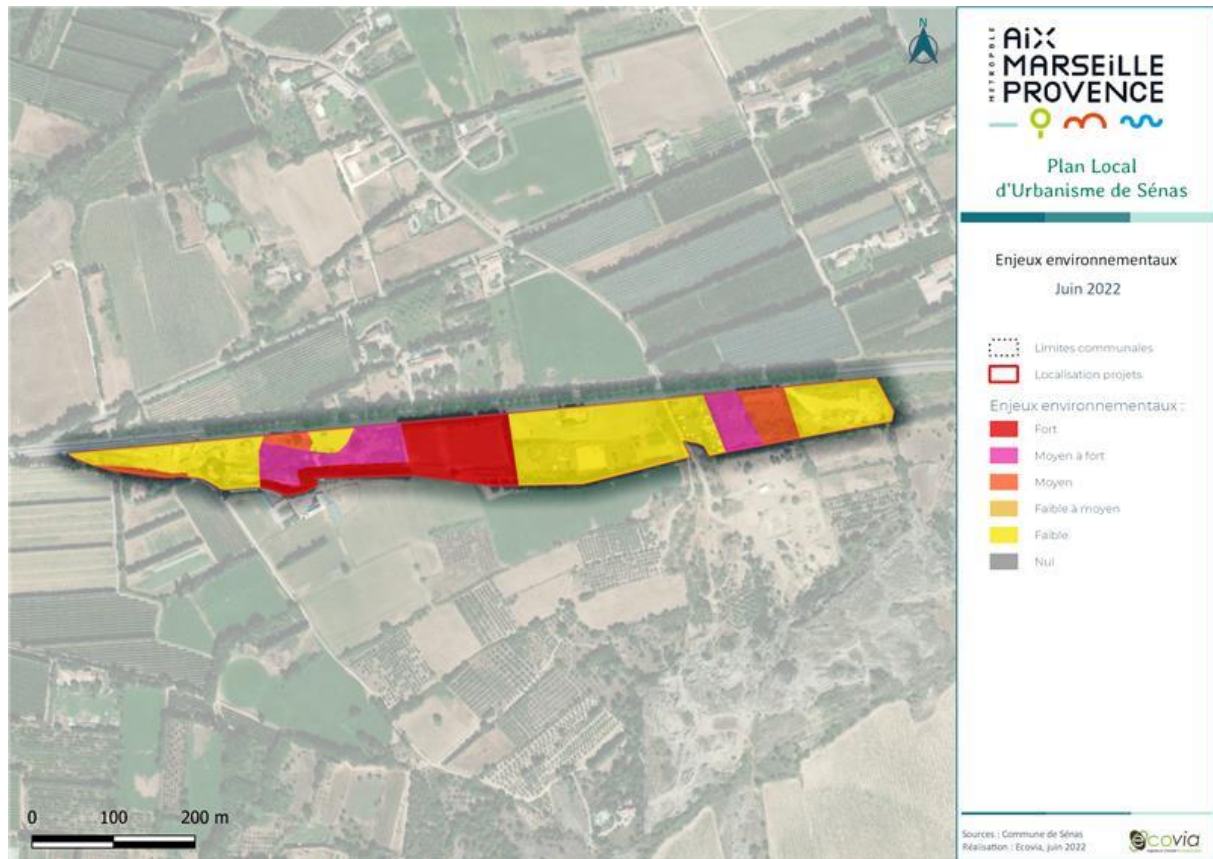 N
MÉTROPOLE
AiX
MARSEiLLE
PROVENCE
Plan Local
d'Urbanisme de Sénas
Enjeux environnementaux
Juin 2022
Limites communales
Localisation projets
Enjeux environnementaux :
Fort
Moyen à fort
Moyen
Faible à moyen
Faible
Nul
0 100 200 m
Sources : Commune de Sénas
Réalisation : Ecovia, juin 2022
ecovia